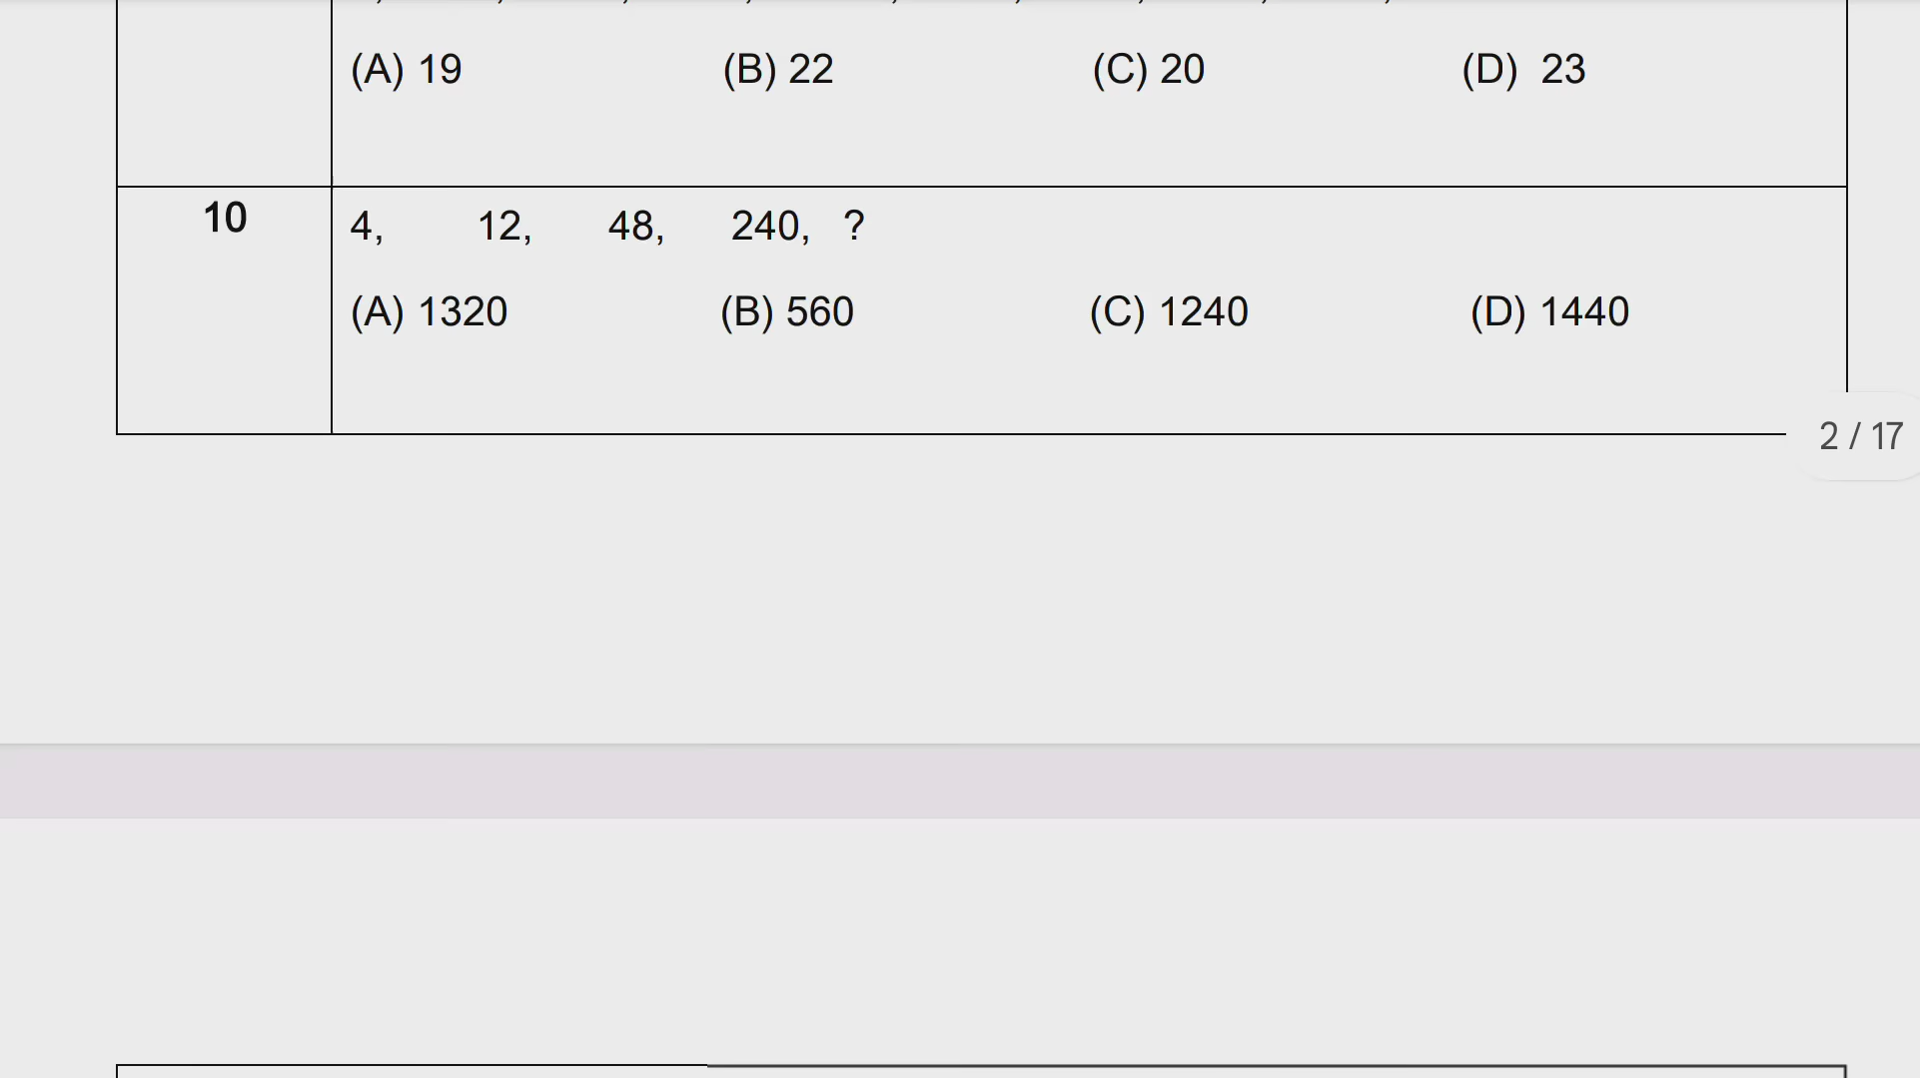 (A) 19 (B) 22 (C) 20 (D) 23
10 4, 12, 48, 240, ?
(A) 1320 (B) 560 (C) 1240 (D) 1440
2 / 17